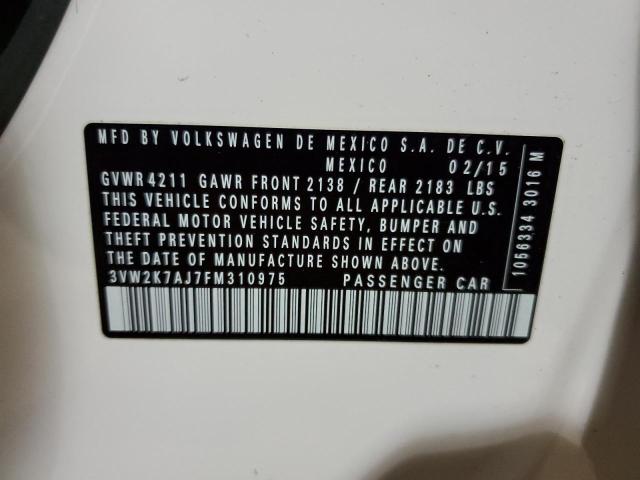 MFD BY VOLKSWAGEN DE MEXICO S.A. DE C.V.
MEXICO 02/15
GVWR 4211 GAWR FRONT 2138 / REAR 2183 LBS
THIS VEHICLE CONFORMS TO ALL APPLICABLE U.S.
FEDERAL MOTOR VEHICLE SAFETY, BUMPER AND
THEFT PREVENTION STANDARDS IN EFFECT ON
THE DATE OF MANUFACTURE SHOWN ABOVE.
3VW2K7AJ7FM310975 PASSENGER CAR
1056334 3016 M